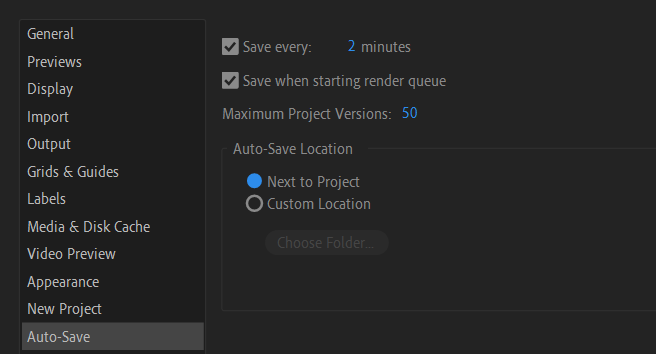 General
Previews
Display
Import
Output
Grids & Guides
Labels
Media & Disk Cache
Video Preview
Appearance
New Project
Auto-Save
Save every: 2 minutes
Save when starting render queue
Maximum Project Versions: 50
Auto-Save Location
Next to Project
Custom Location
Choose Folder...